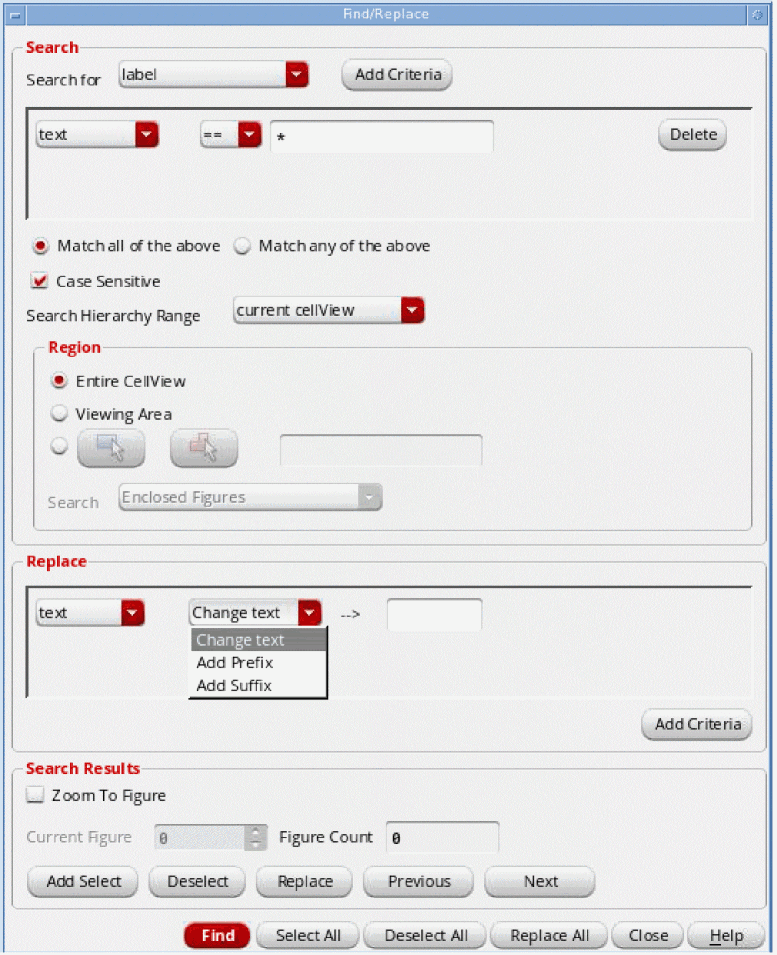 Find/Replace
Search
Search for label Add Criteria
text == * Delete
Match all of the above Match any of the above
Case Sensitive
Search Hierarchy Range current cellView
Region
Entire CellView
Viewing Area
Search Enclosed Figures
Replace
text Change text -->
Change text
Add Prefix
Add Suffix
Add Criteria
Search Results
Zoom To Figure
Current Figure 0 Figure Count 0
Add Select Deselect Replace Previous Next
Find Select All Deselect All Replace All Close Help